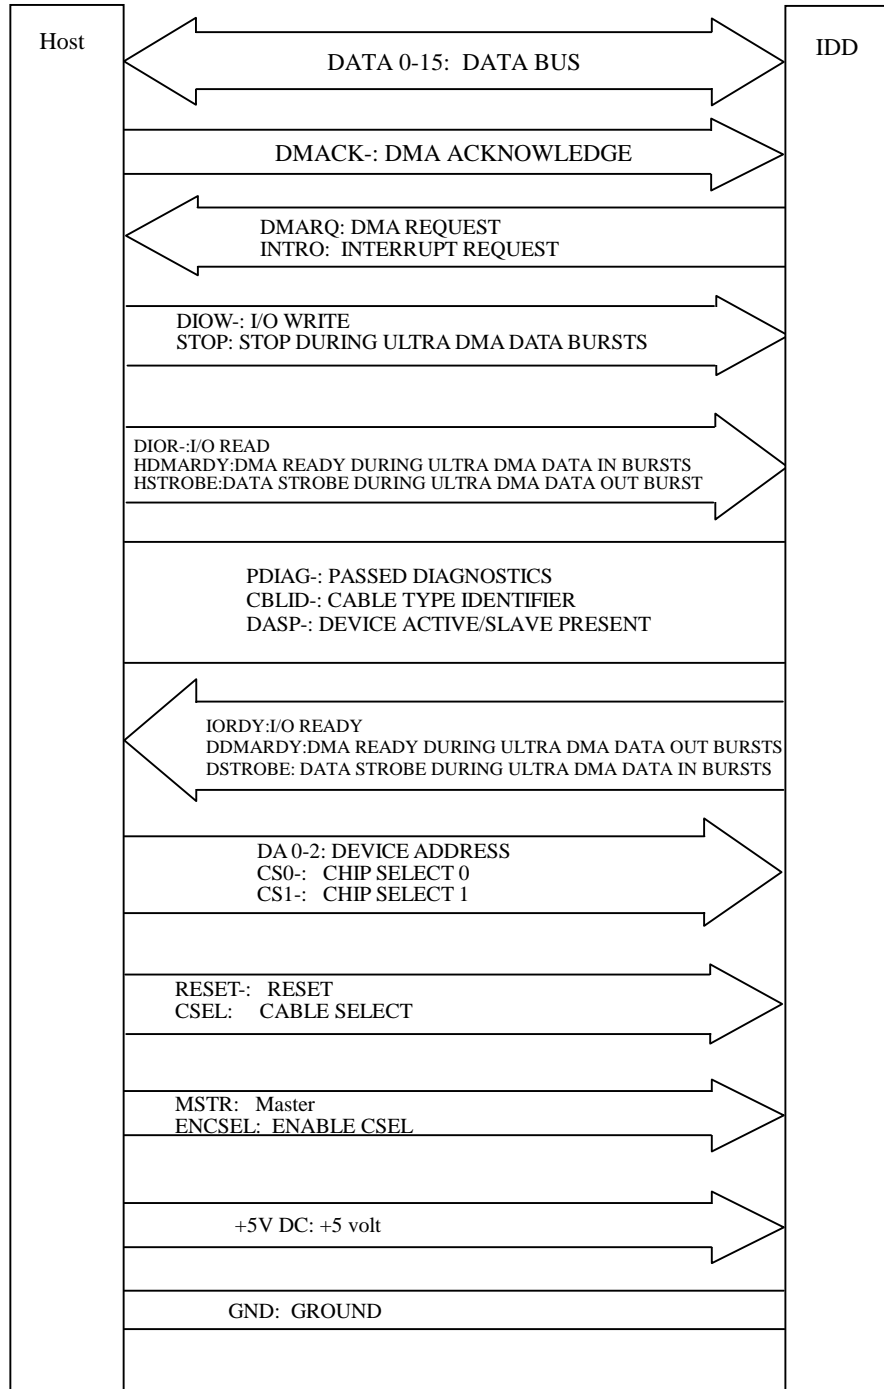 Host
IDD
DATA 0-15: DATA BUS
DMACK-: DMA ACKNOWLEDGE
DMARQ: DMA REQUEST
INTRO: INTERRUPT REQUEST
DIOW-: I/O WRITE
STOP: STOP DURING ULTRA DMA DATA BURSTS
DIOR-:I/O READ
HDMARDY:DMA READY DURING ULTRA DMA DATA IN BURSTS
HSTROBE:DATA STROBE DURING ULTRA DMA DATA OUT BURST
PDIAG-: PASSED DIAGNOSTICS
CBLID-: CABLE TYPE IDENTIFIER
DASP-: DEVICE ACTIVE/SLAVE PRESENT
IORDY:I/O READY
DDMARDY:DMA READY DURING ULTRA DMA DATA OUT BURSTS
DSTROBE: DATA STROBE DURING ULTRA DMA DATA IN BURSTS
DA 0-2: DEVICE ADDRESS
CS0-: CHIP SELECT 0
CS1-: CHIP SELECT 1
RESET-: RESET
CSEL: CABLE SELECT
MSTR: Master
ENCSEL: ENABLE CSEL
+5V DC: +5 volt
GND: GROUND